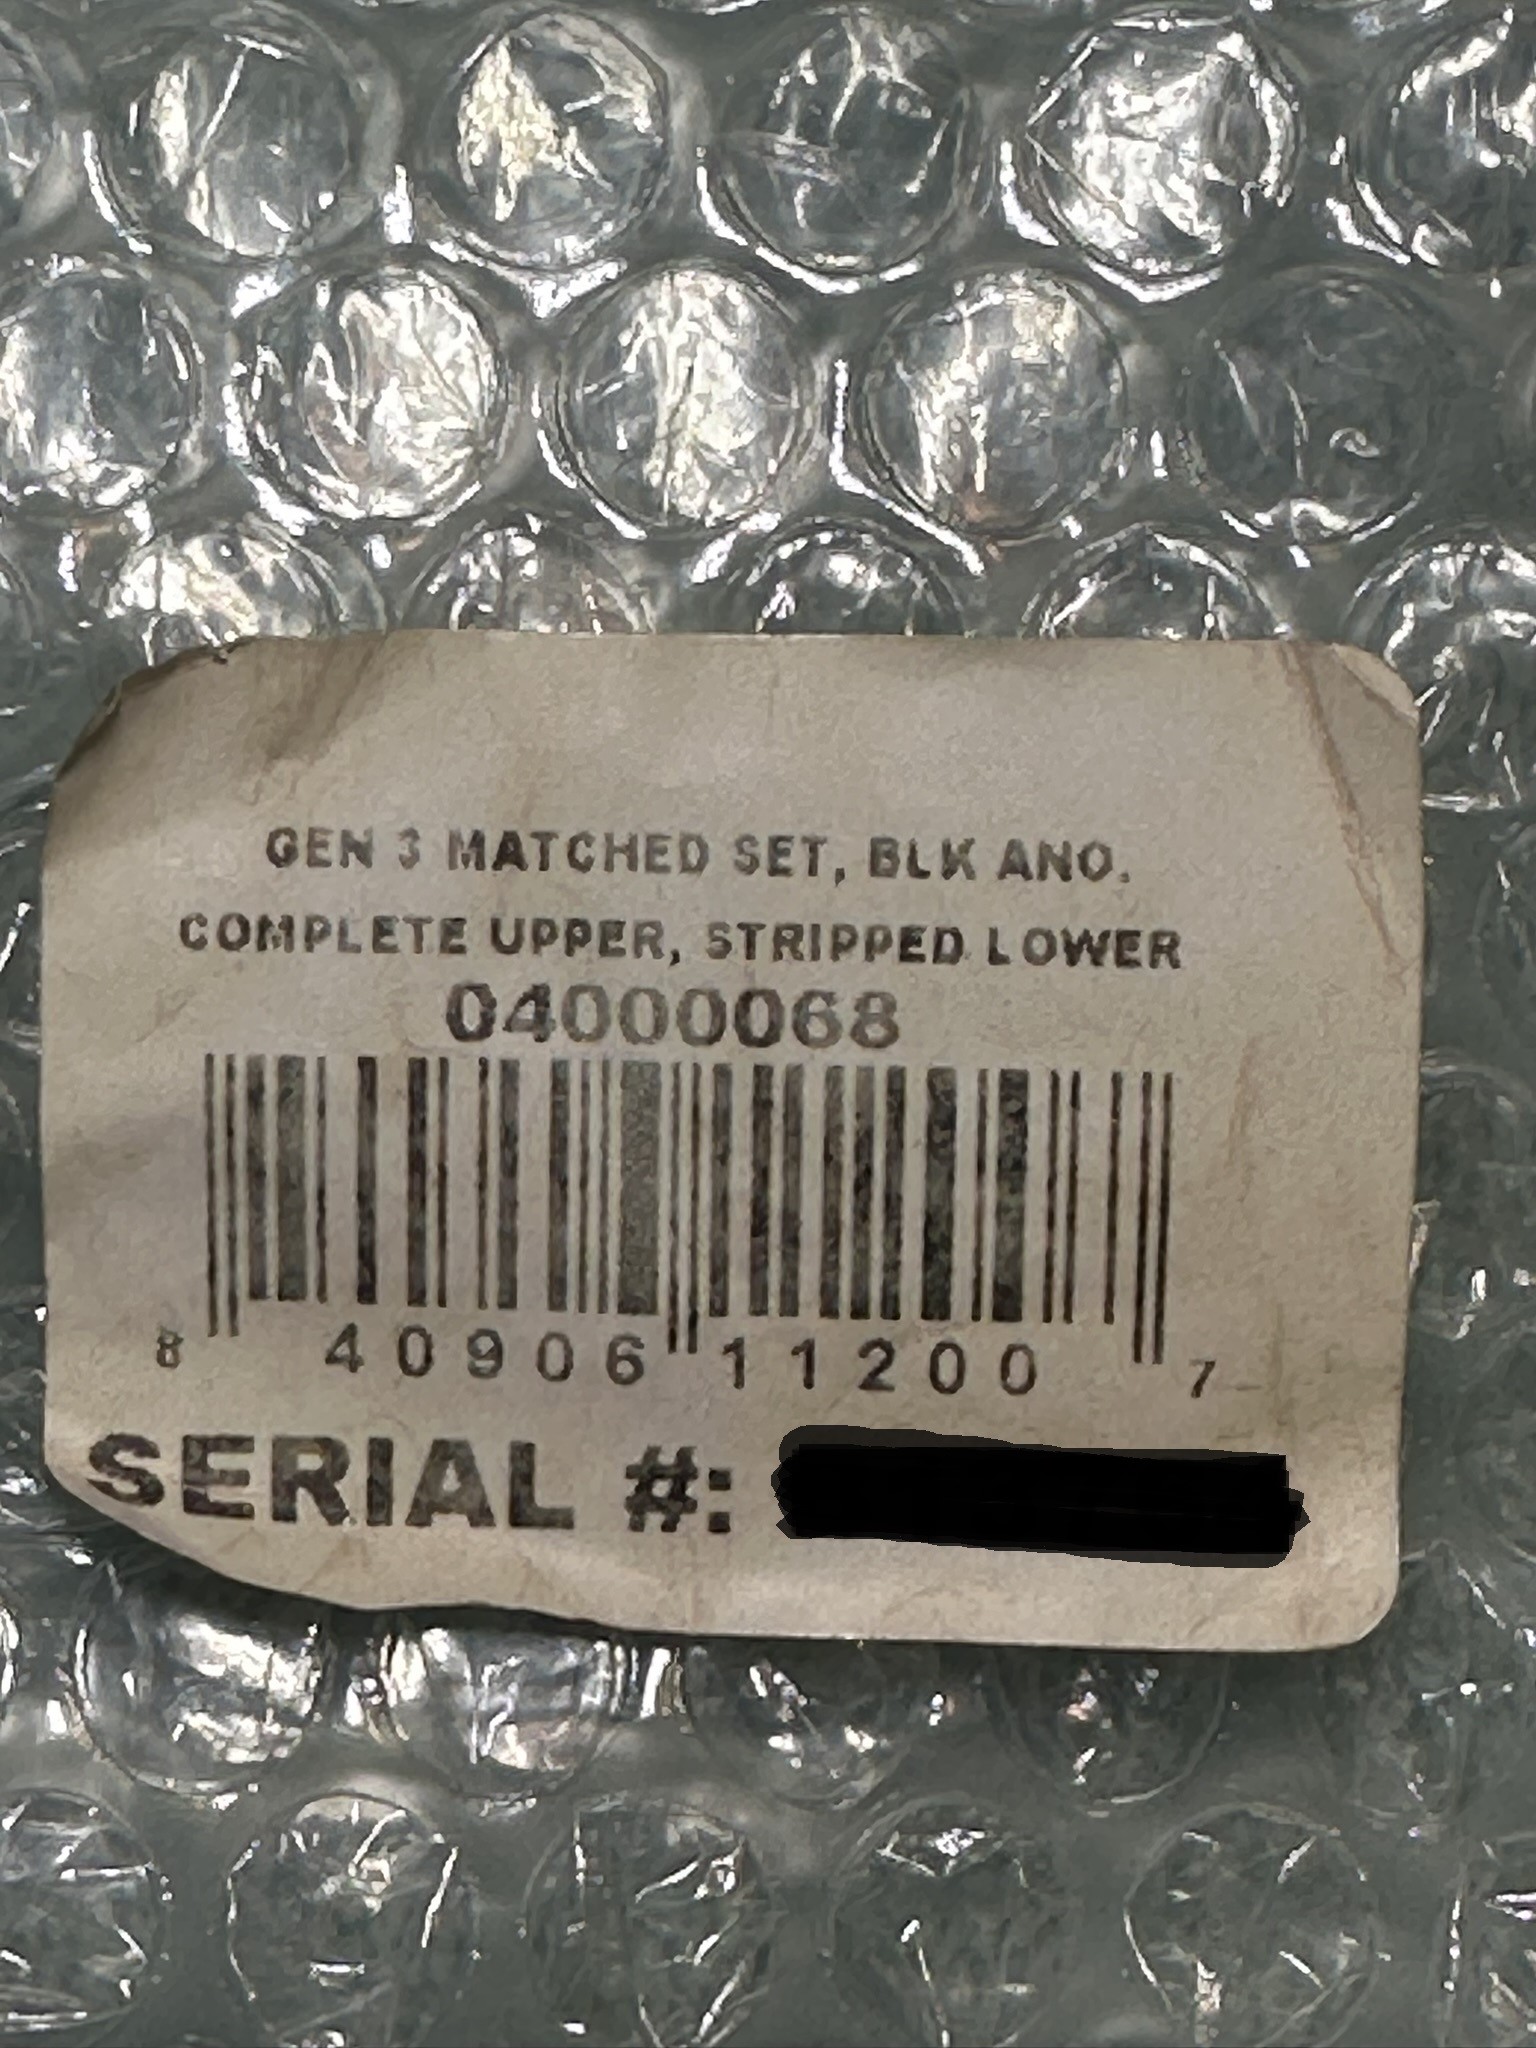 GEN 3 MATCHED SET, BLK ANO.
COMPLETE UPPER, STRIPPED LOWER
04000068
8 40906 11200 7
SERIAL #: